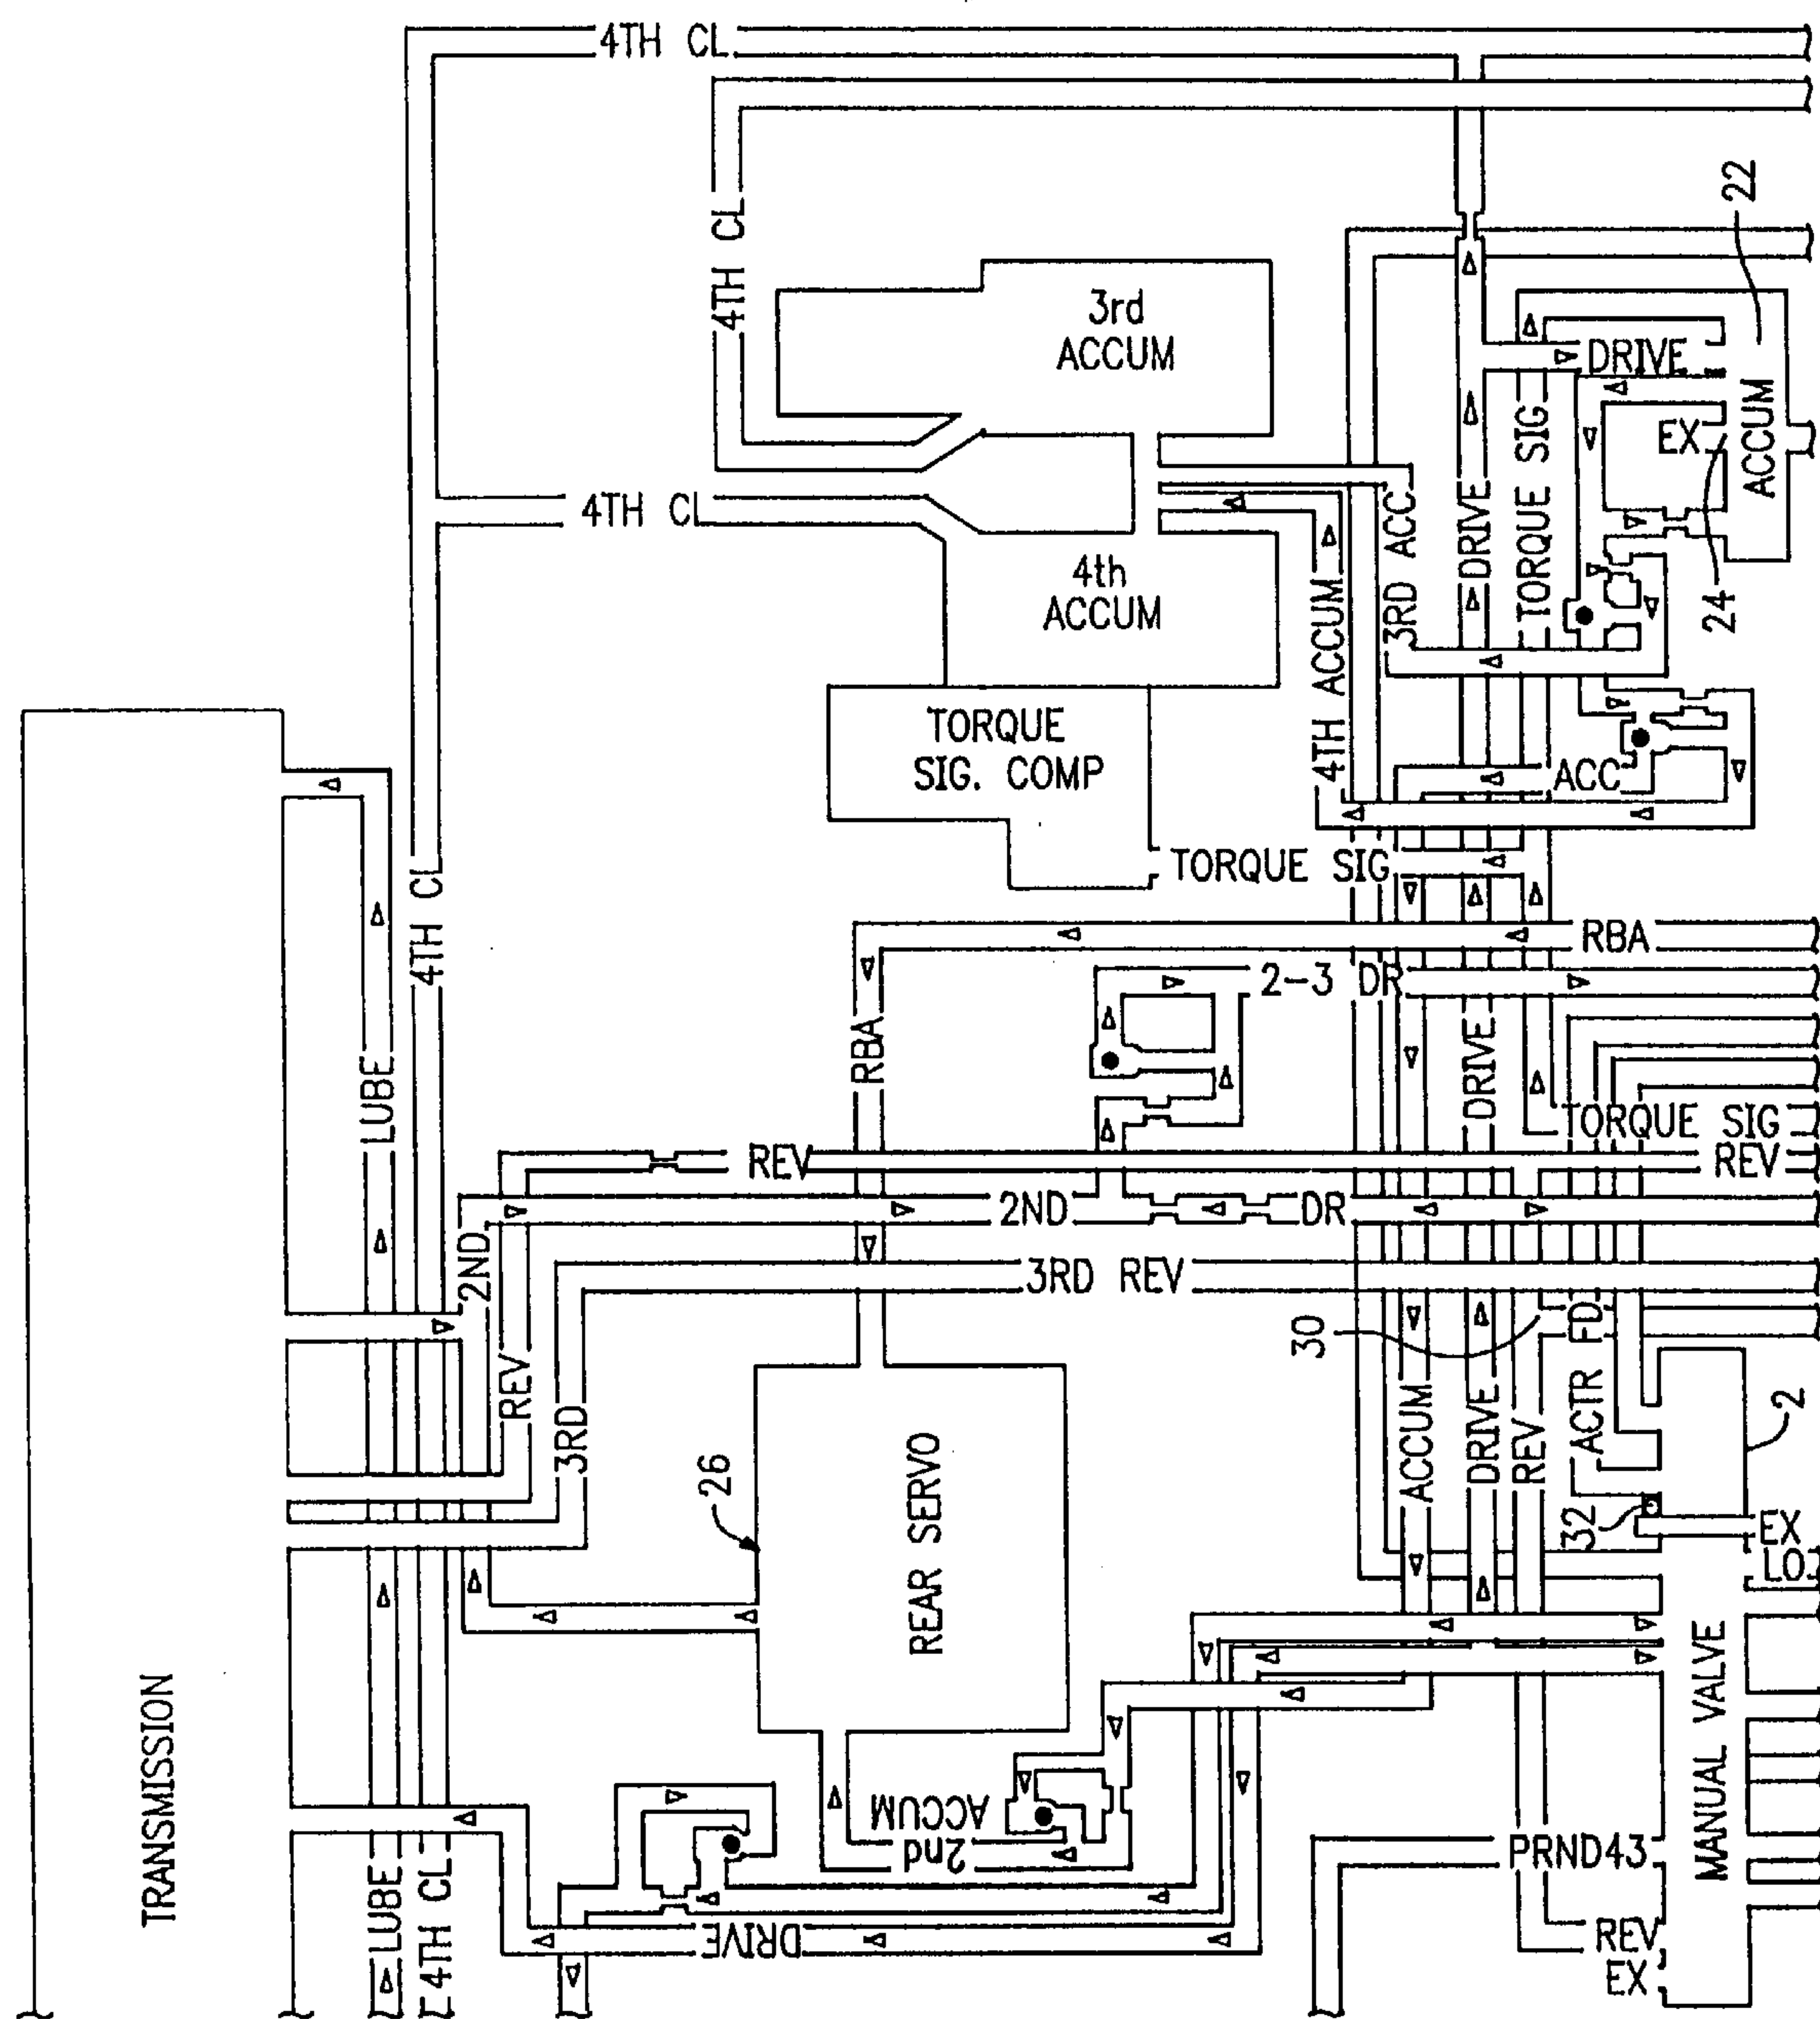 4TH CL
4TH CL
22
3rd
ACCUM
DRIVE
ACCUM
EX
TORQUE SIG
DRIVE
3RD ACC
4TH CL
4th
ACCUM
24
4TH ACCUM
TORQUE
SIG. COMP
ACC
TORQUE SIG
4TH CL
RBA
2-3 DR
RBA
DRIVE
LUBE
TORQUE SIG
REV
REV
2ND
DR
2ND
3RD REV
30
ACTR FD
REV
3RD
ACCUM
DRIVE
REV
2
26
REAR SERVO
32
EX
LO
TRANSMISSION
MANUAL VALVE
2nd
ACCUM
PRND43
LUBE
4TH CL
DRIVE
REV
EX